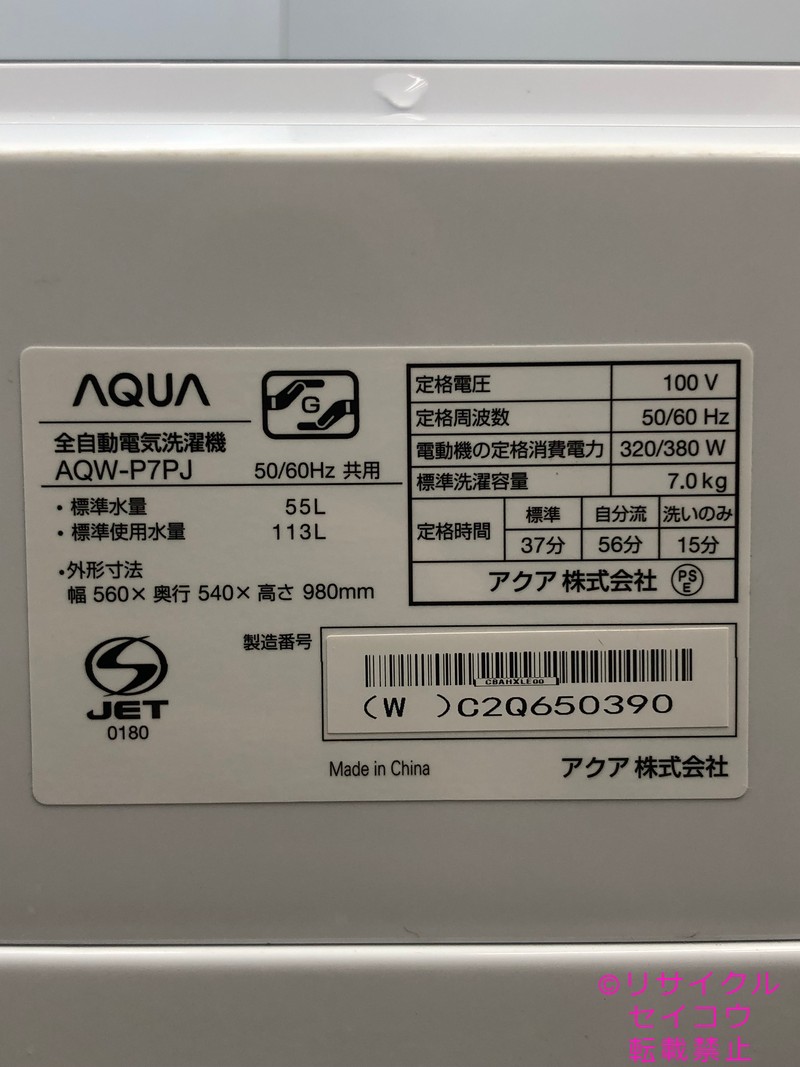 AQUA
G
全自動電気洗濯機
AQW-P7PJ 50/60Hz 共用
・標準水量 55L
・標準使用水量 113L
・外形寸法
幅 560× 奥行 540× 高さ 980mm
定格電圧 100 V
定格周波数 50/60 Hz
電動機の定格消費電力 320/380 W
標準洗濯容量 7.0kg
定格時間 標準 自分流 洗いのみ
37分 56分 15分
アクア 株式会社 PSE
JET
0180
製造番号
CBAHXLE00
(W )C2Q650390
Made in China アクア 株式会社
©リサイクル
セイコウ
転載禁止